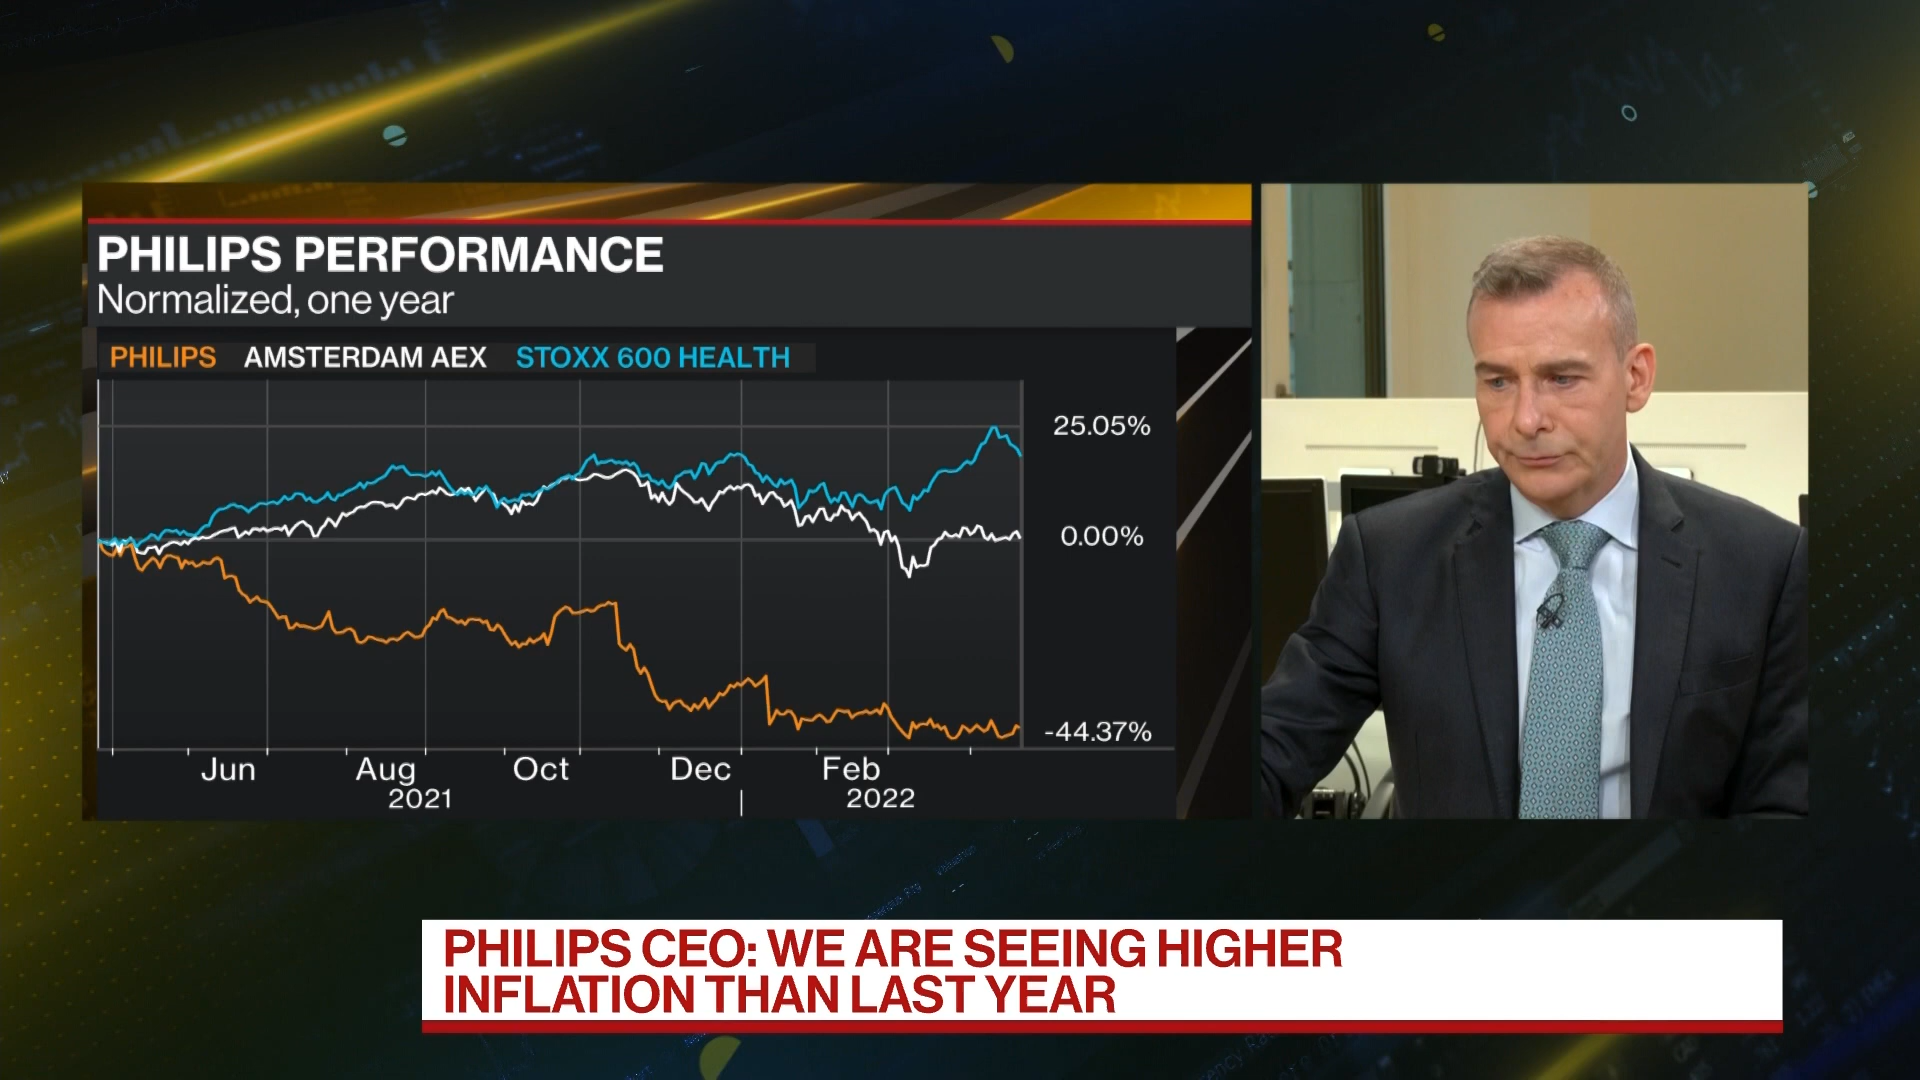 PHILIPS PERFORMANCE
Normalized, one year
PHILIPS AMSTERDAM AEX STOXX 600 HEALTH
25.05%
0.00%
-44.37%
Jun Aug Oct Dec Feb
2021 2022
PHILIPS CEO: WE ARE SEEING HIGHER
INFLATION THAN LAST YEAR